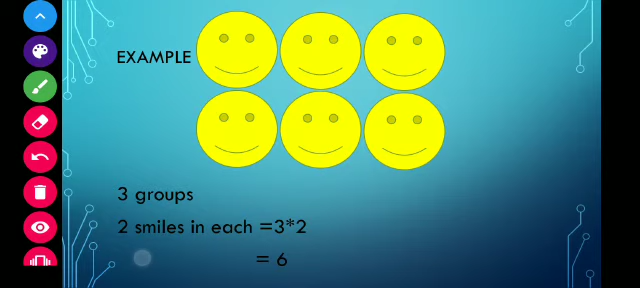 EXAMPLE
3 groups
2 smiles in each =3*2
= 6